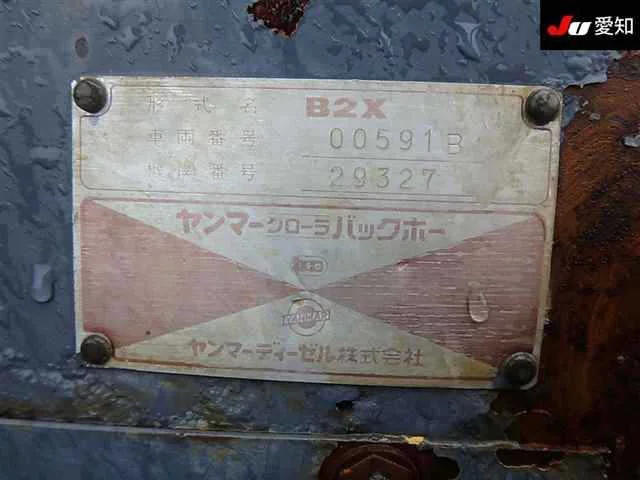 JU 愛知
形式名 B2X
車両番号 00591B
機関番号 29327
ヤンマークローラバックホー
YANMAR
ヤンマーディーゼル株式会社